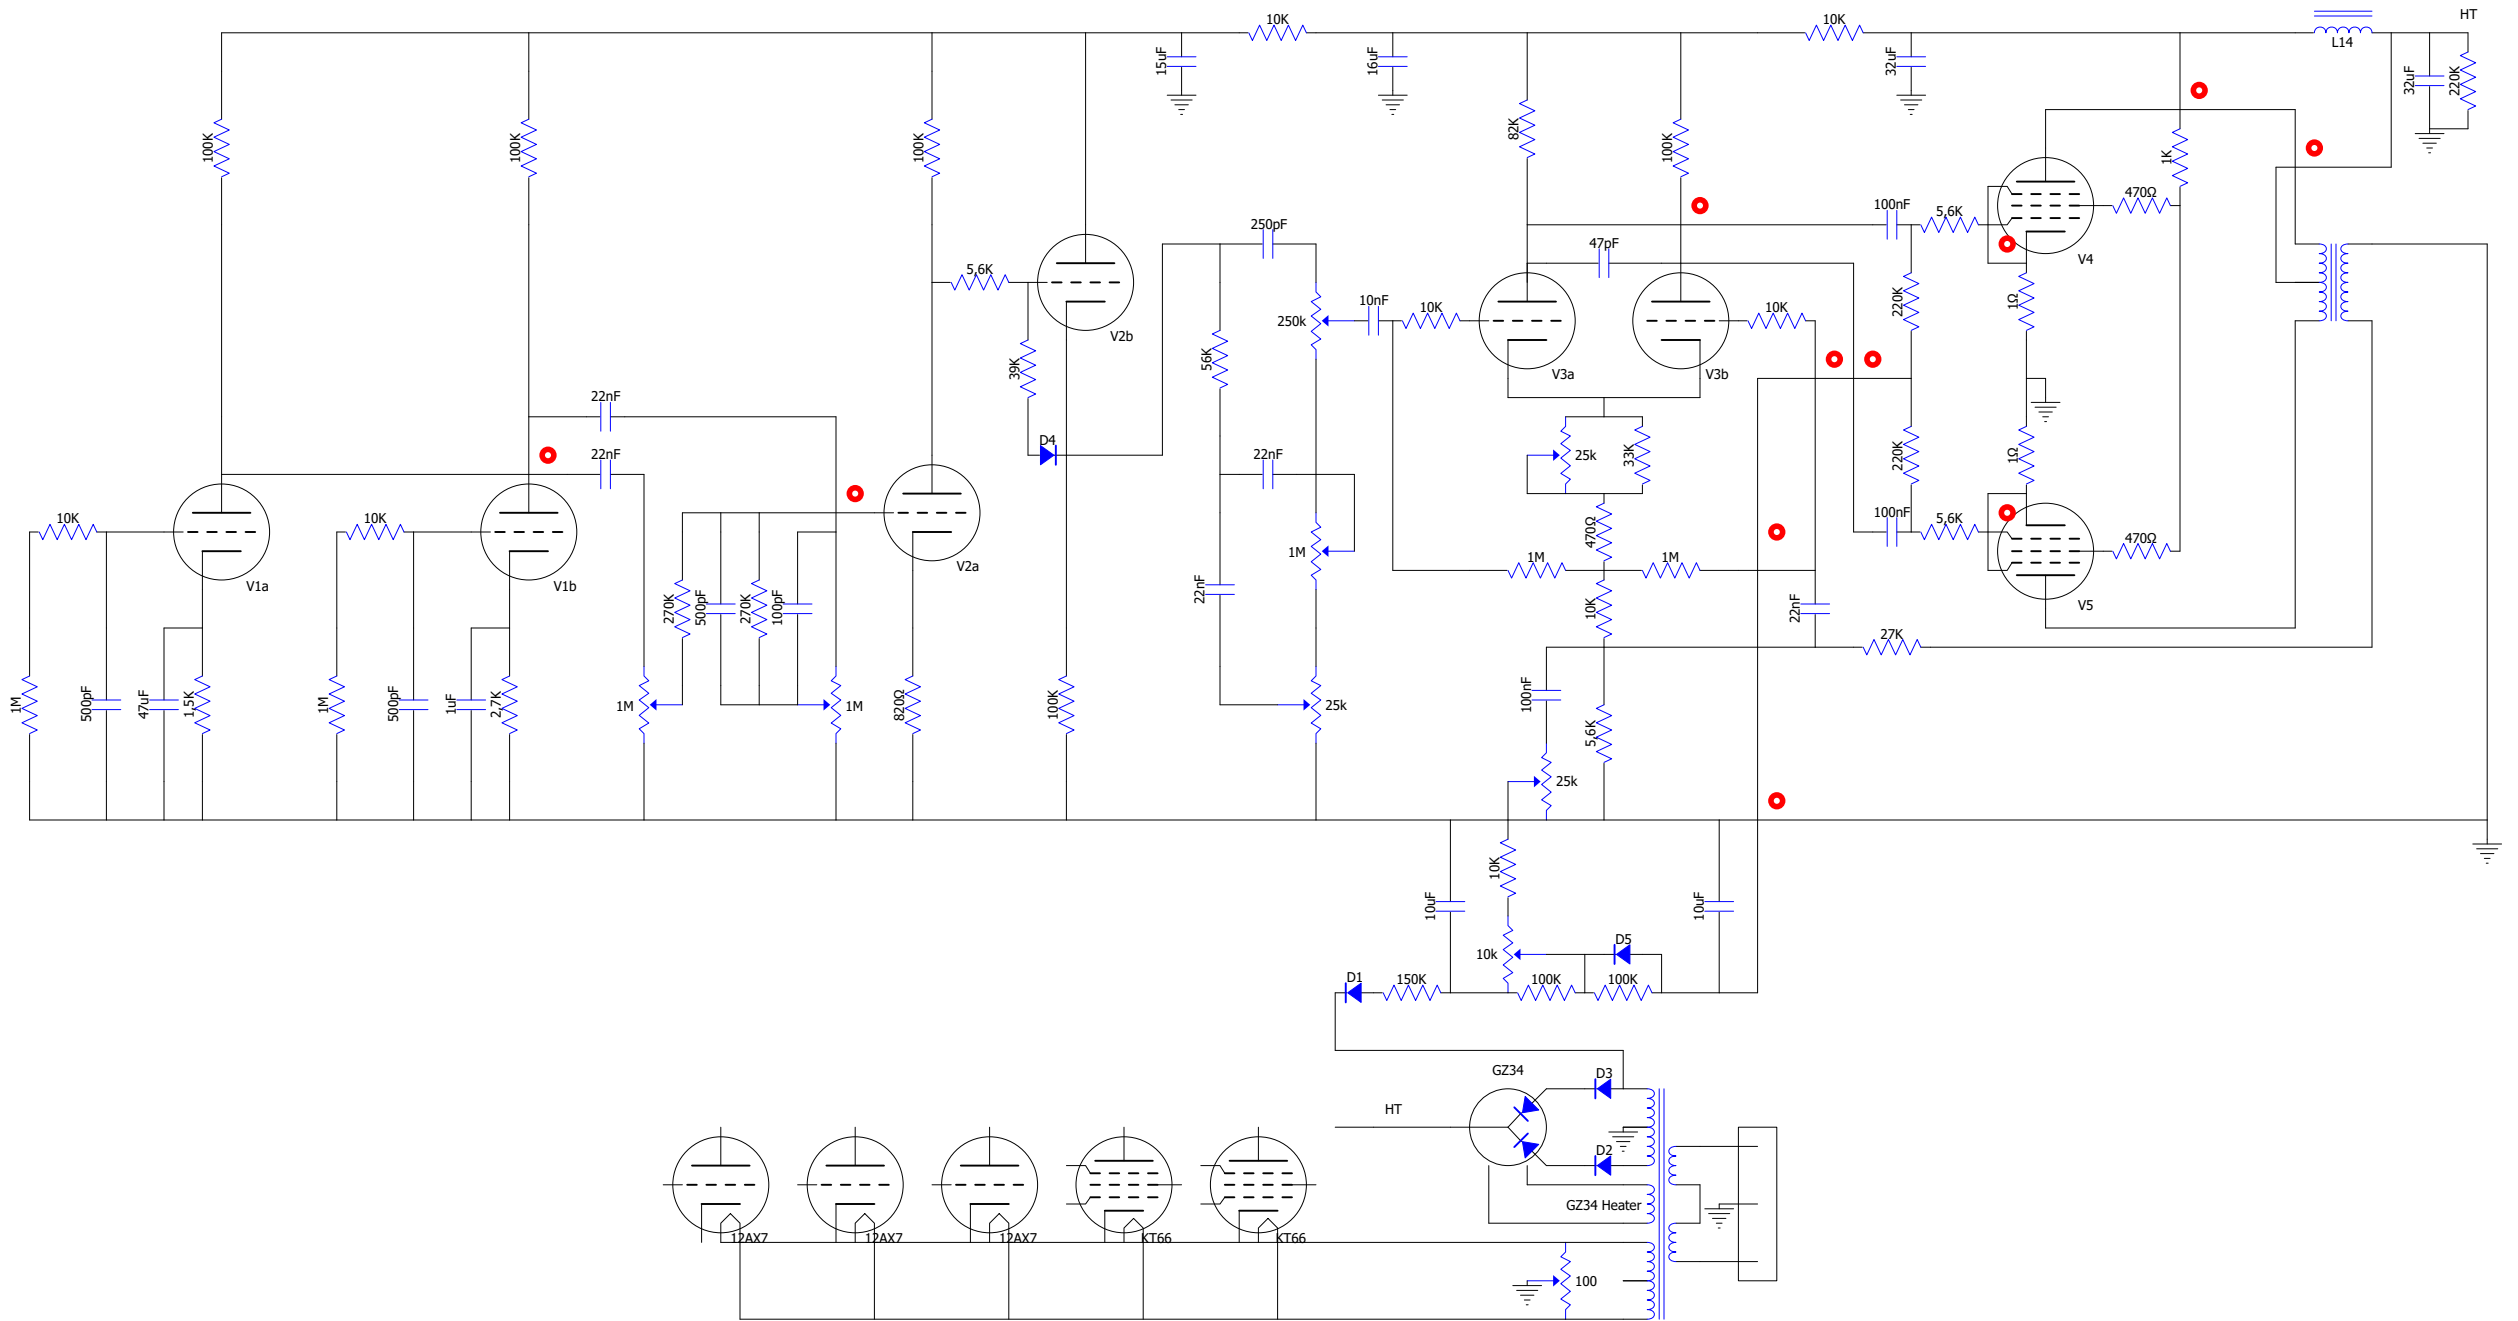 10K
10K
HT
L14
15uF
16uF
32uF
32uF
220K
100K
100K
100K
82K
100K
1K
470Ω
250pF
100nF
5,6K
47pF
V4
5,6K
V2b
250k
10nF
10K
10K
220K
1Ω
39K
56K
V3a
V3b
22nF
D4
22nF
22nF
25k
33K
220K
1Ω
10K
10K
100nF
5,6K
470Ω
470Ω
1M
1M
1M
V1a
V1b
V2a
V5
270K
500pF
270K
100pF
22nF
10K
22nF
27K
1M
500pF
47uF
1,5K
1M
500pF
1uF
2,7K
1M
1M
820Ω
100K
25k
100nF
5,6K
25k
10K
10uF
10uF
D5
10k
D1
150K
100K
100K
GZ34
D3
HT
D2
GZ34 Heater
12AX7
12AX7
12AX7
KT66
KT66
100